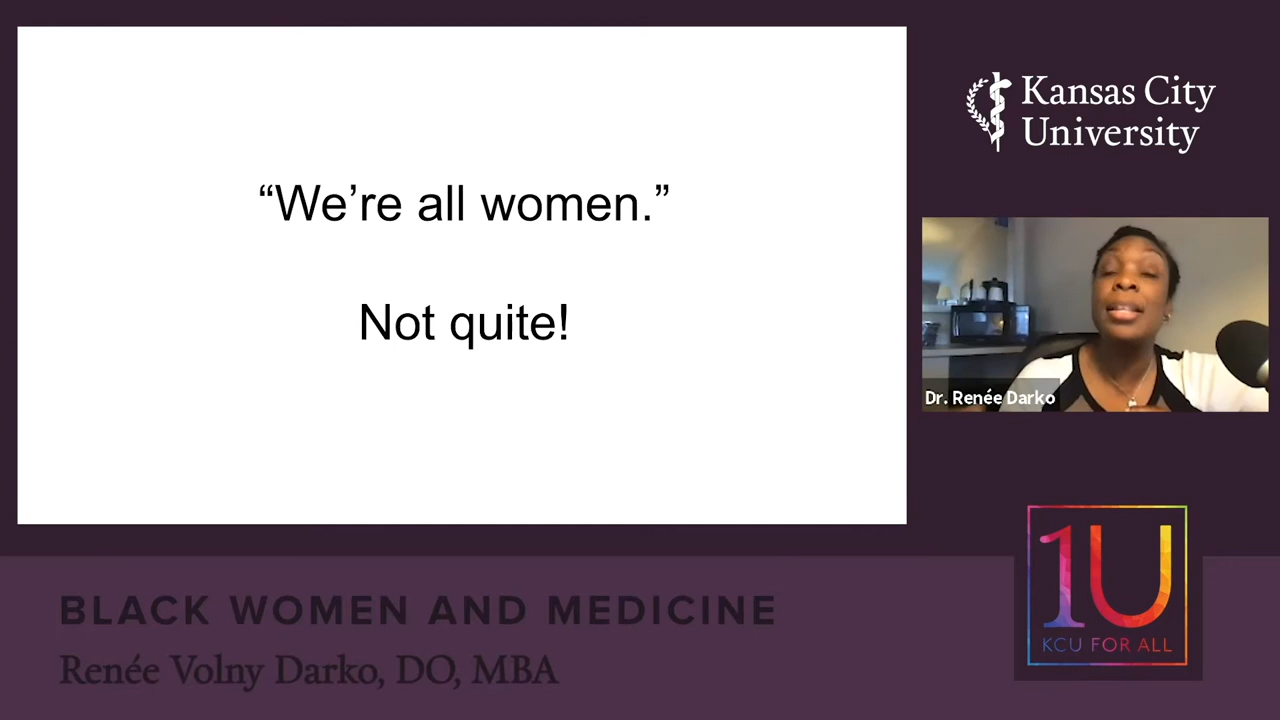 “We’re all women.”
Not quite!
Kansas City
University
Dr. Renée Darko
1U
KCU FOR ALL
BLACK WOMEN AND MEDICINE
Renée Volny Darko, DO, MBA